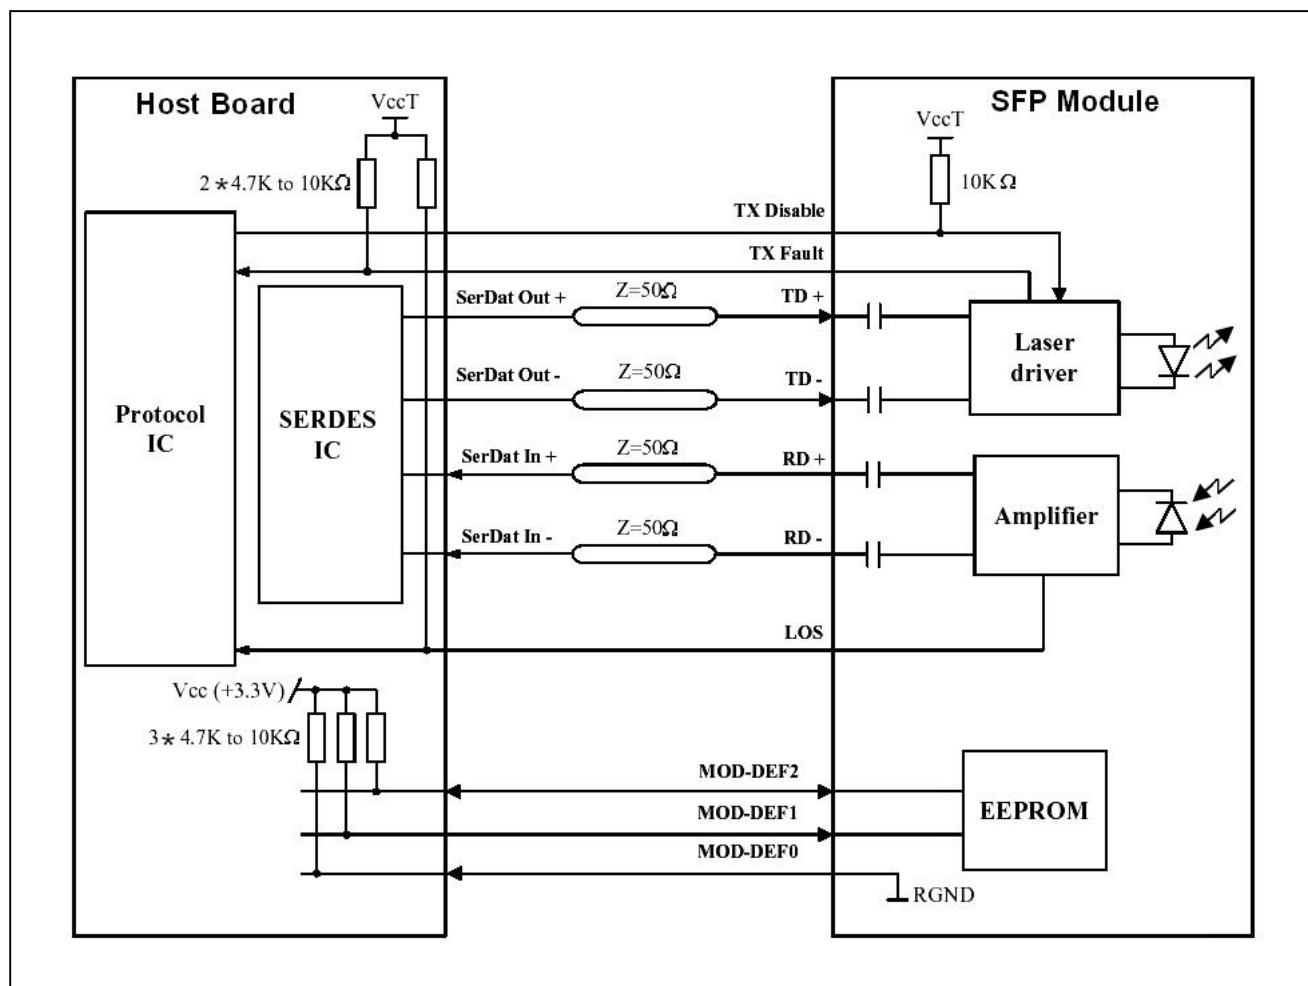 Host Board
SFP Module
VccT
VccT
2*4.7K to 10KΩ
10KΩ
TX Disable
TX Fault
SerDat Out +
Z=50Ω
TD +
Laser
driver
SerDat Out -
Z=50Ω
TD -
Protocol
IC
SERDES
IC
SerDat In +
Z=50Ω
RD +
Amplifier
SerDat In -
Z=50Ω
RD -
LOS
Vcc (+3.3V)
3*4.7K to 10KΩ
MOD-DEF2
MOD-DEF1
EEPROM
MOD-DEF0
RGND